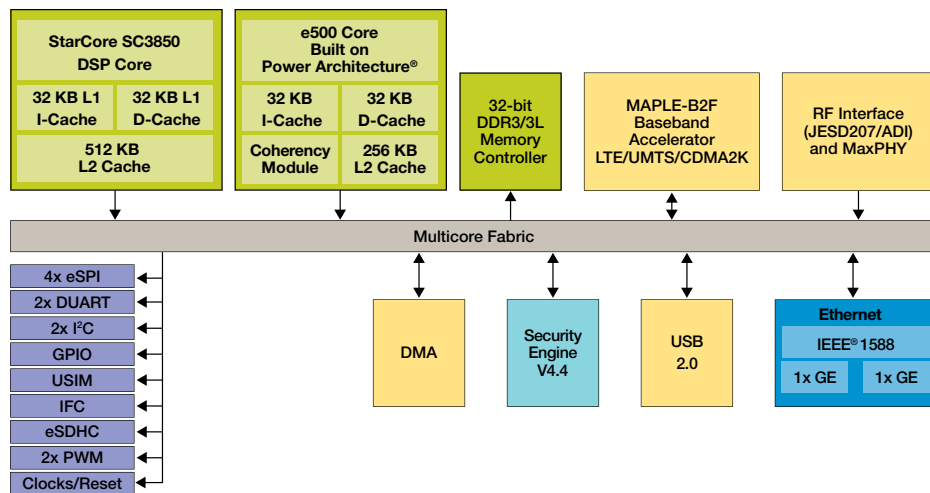 StarCore SC3850
DSP Core
32 KB L1
I-Cache
32 KB L1
D-Cache
512 KB
L2 Cache
e500 Core
Built on
Power Architecture®
32 KB
I-Cache
32 KB
D-Cache
Coherency
Module
256 KB
L2 Cache
32-bit
DDR3/3L
Memory
Controller
MAPLE-B2F
Baseband
Accelerator
LTE/UMTS/CDMA2K
RF Interface
(JESD207/ADI)
and MaxPHY
Multicore Fabric
4x eSPI
2x DUART
2x I²C
GPIO
USIM
IFC
eSDHC
2x PWM
Clocks/Reset
DMA
Security
Engine
V4.4
USB
2.0
Ethernet
IEEE® 1588
1x GE
1x GE